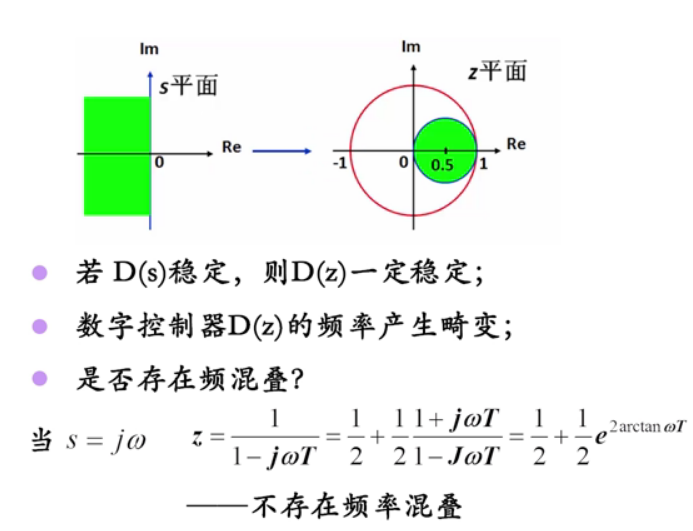 Im Im
s平面 z平面
Re Re
0 -1 0 0.5 1
若 D(s)稳定，则D(z)一定稳定；
数字控制器D(z)的频率产生畸变；
是否存在频混叠？
当 s = jω z = 1/(1-jωT) = 1/2 + 1/2 (1+jωT)/(1-JωT) = 1/2 + 1/2 e^{2arctan ωT}
——不存在频率混叠